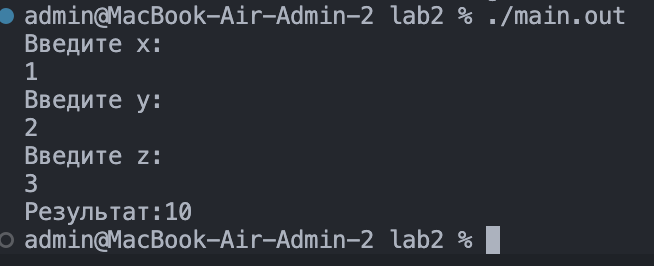 admin@MacBook-Air-Admin-2 lab2 % ./main.out
Введите x:
1
Введите y:
2
Введите z:
3
Результат:10
admin@MacBook-Air-Admin-2 lab2 %